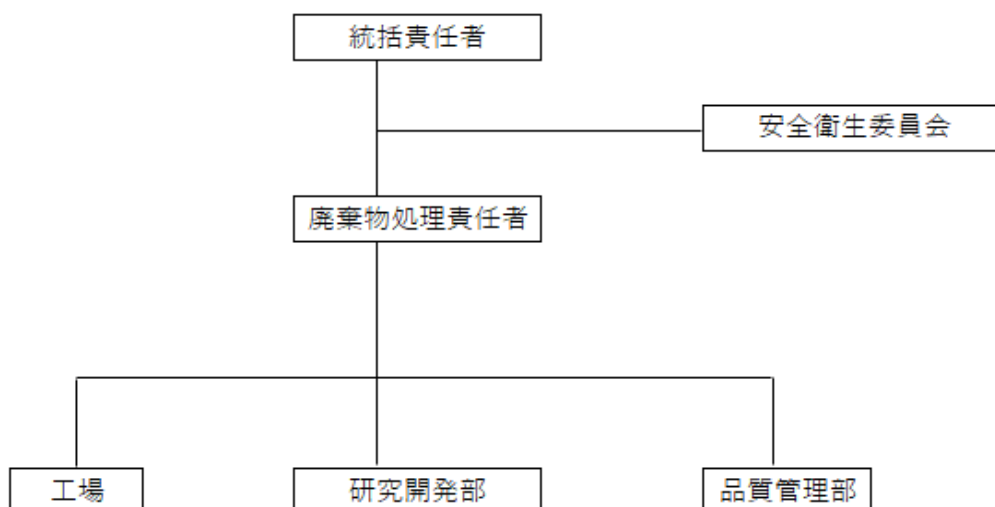 統括責任者
安全衛生委員会
廃棄物処理責任者
工場
研究開発部
品質管理部